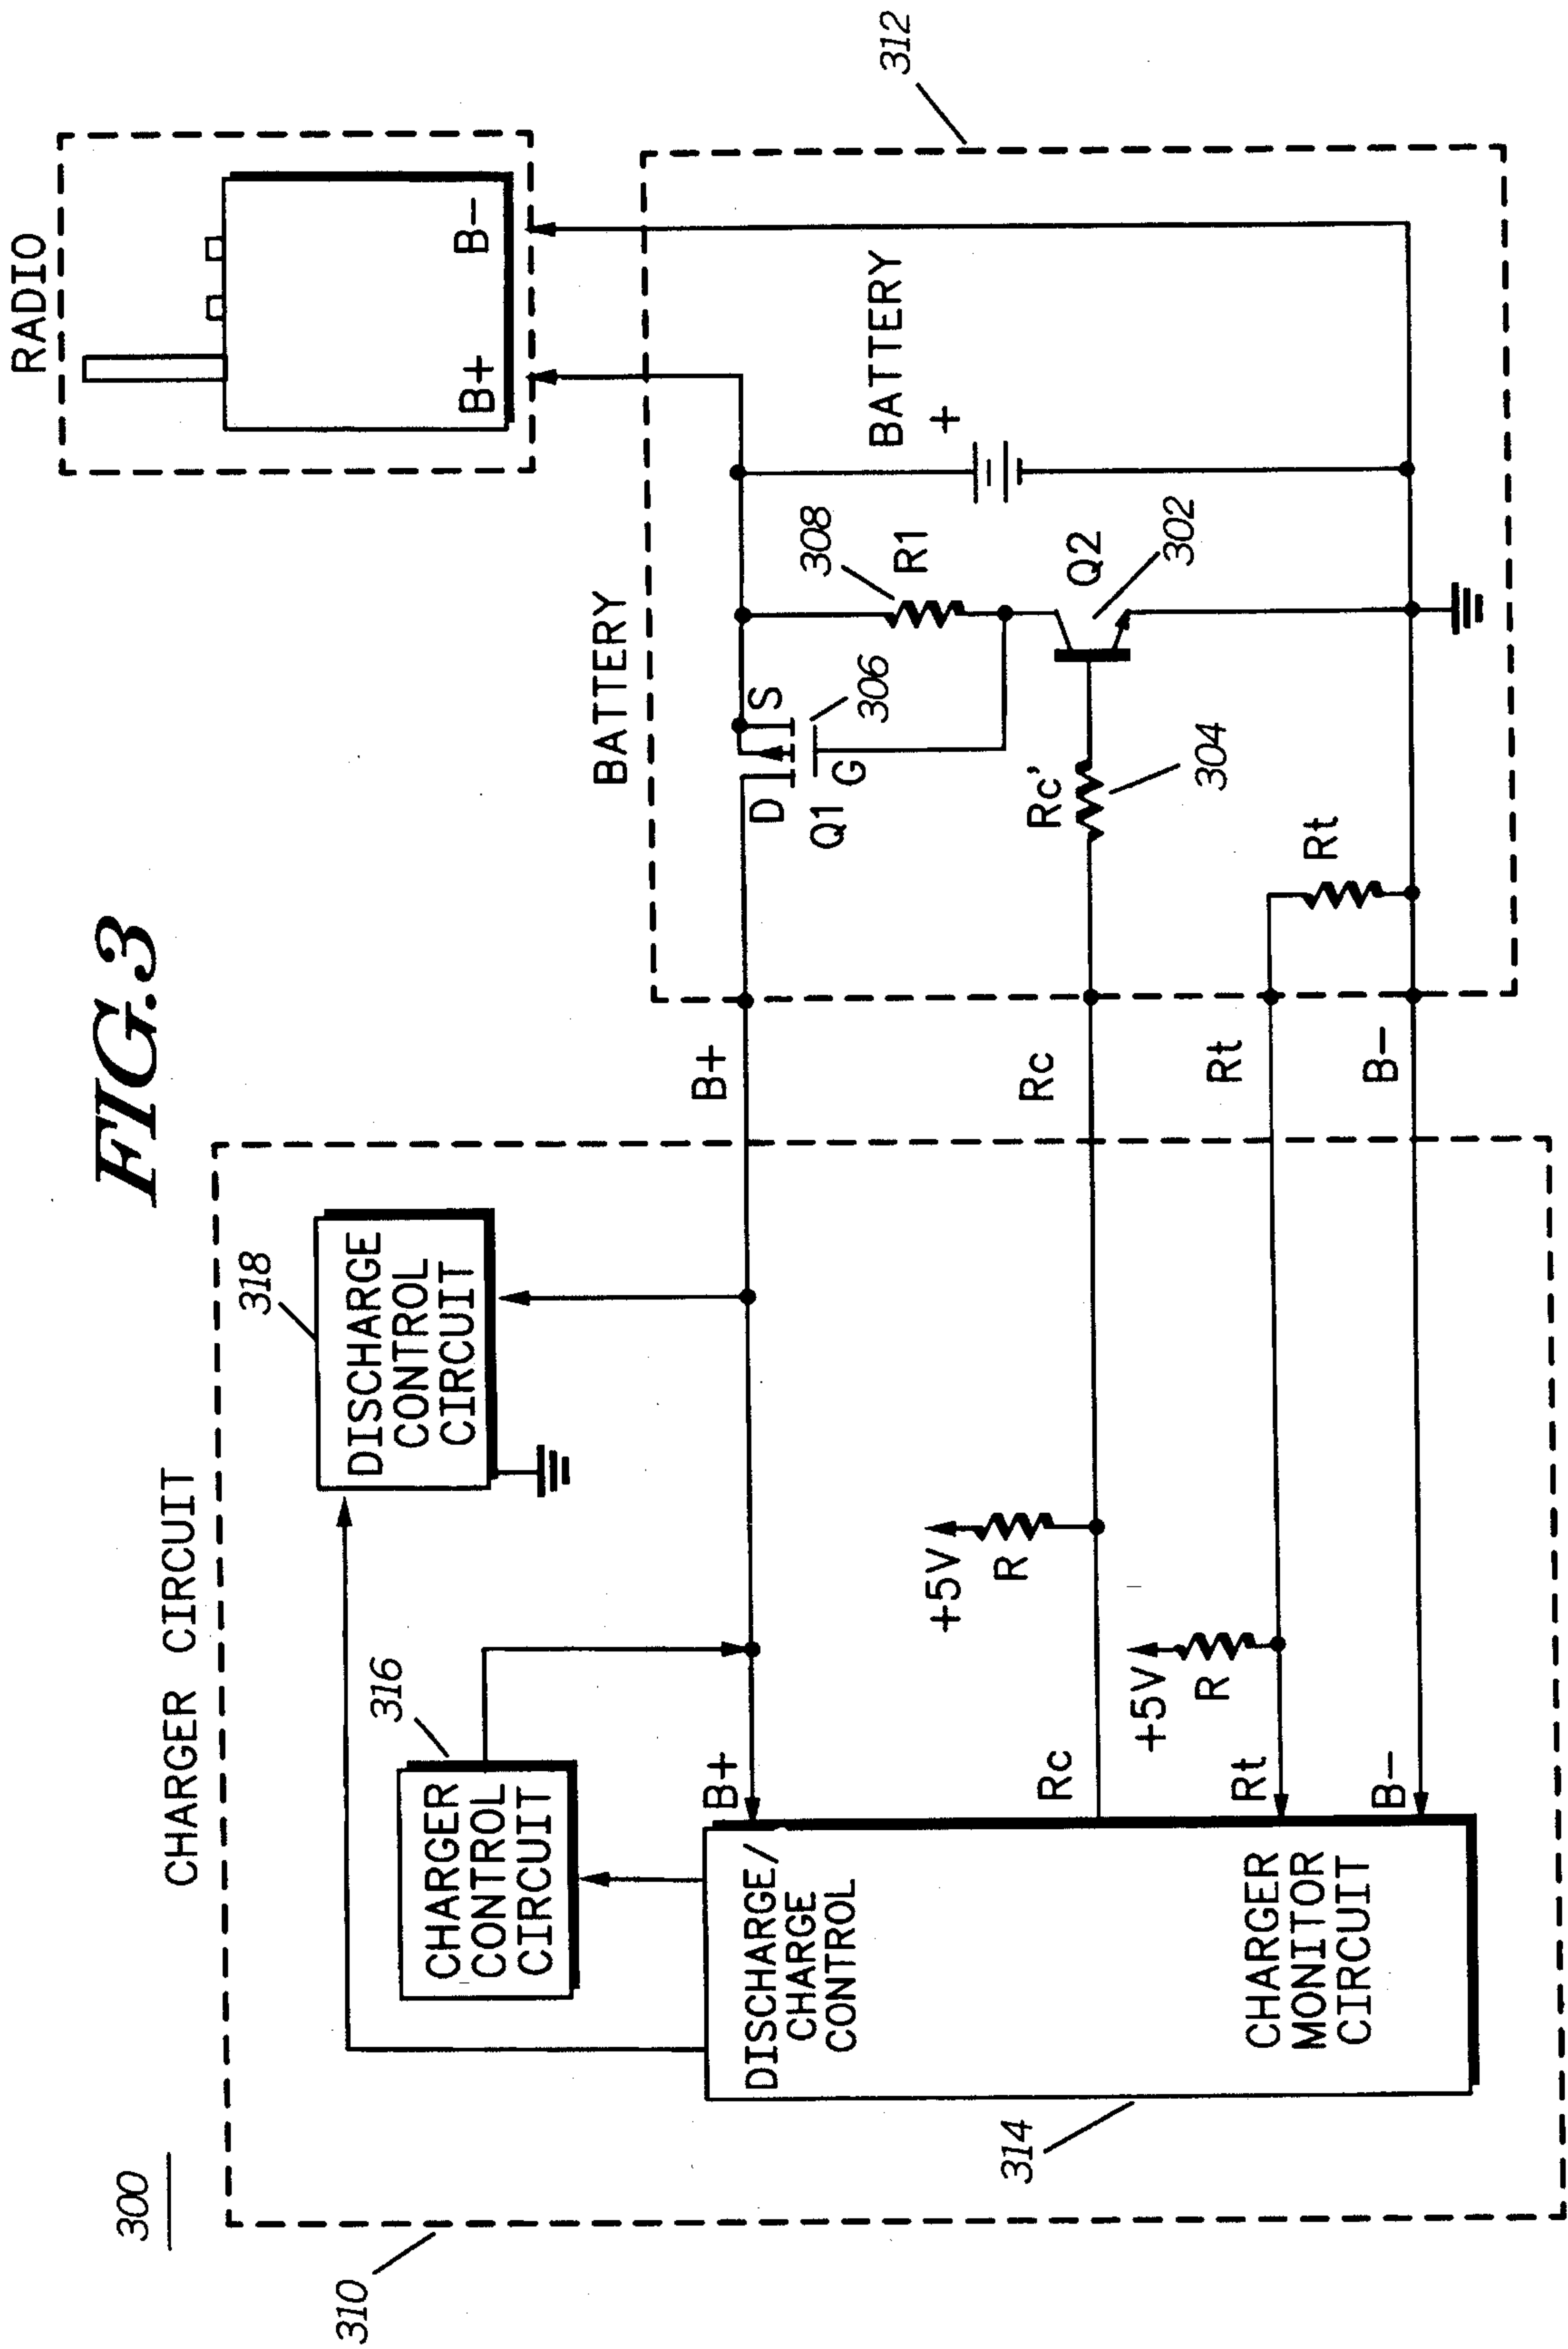 FIG.3
300
310
CHARGER CIRCUIT
318
DISCHARGE
CONTROL
CIRCUIT
316
CHARGER
CONTROL
CIRCUIT
DISCHARGE/
CHARGE
CONTROL
CHARGER
MONITOR
CIRCUIT
314
B+
Rc
Rt
B-
+5V
R
+5V
R
B+
Rc
Rt
B-
RADIO
B+
B-
BATTERY
312
D
S
G
Q1
306
308
R1
BATTERY
+
Q2
302
Rc'
304
Rt